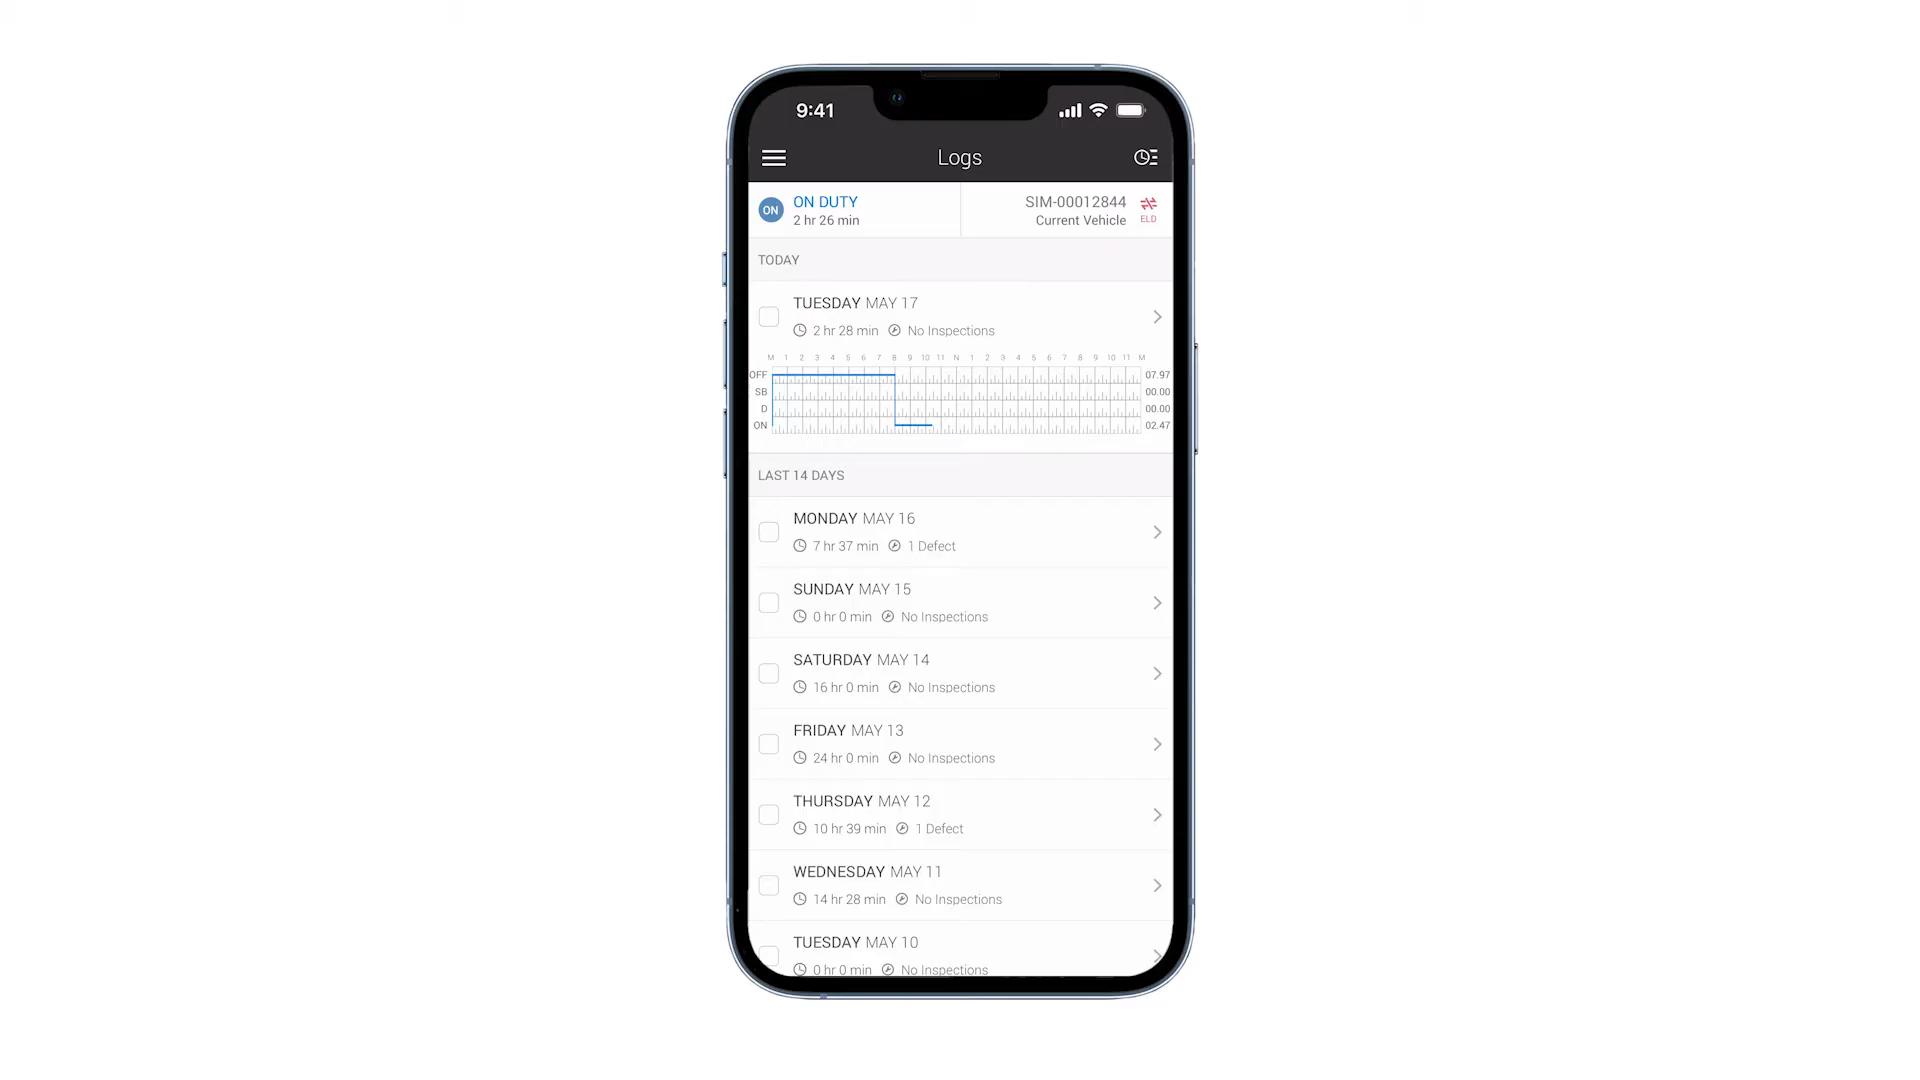 9:41
Logs
ON ON DUTY
2 hr 26 min
SIM-00012844
Current Vehicle
ELD
TODAY
TUESDAY MAY 17
2 hr 28 min No Inspections
M 1 2 3 4 5 6 7 8 9 10 11 N 1 2 3 4 5 6 7 8 9 10 11 M
OFF 07.97
SB 00.00
D 00.00
ON 02.47
LAST 14 DAYS
MONDAY MAY 16
7 hr 37 min 1 Defect
SUNDAY MAY 15
0 hr 0 min No Inspections
SATURDAY MAY 14
16 hr 0 min No Inspections
FRIDAY MAY 13
24 hr 0 min No Inspections
THURSDAY MAY 12
10 hr 39 min 1 Defect
WEDNESDAY MAY 11
14 hr 28 min No Inspections
TUESDAY MAY 10
0 hr 0 min No Inspections